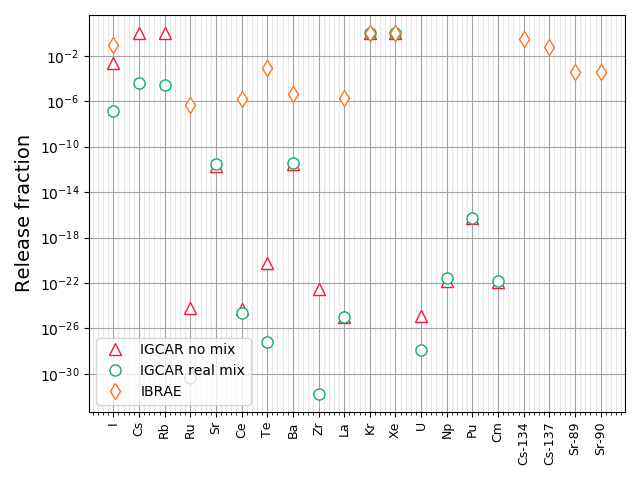 Release fraction
10⁻²
10⁻⁶
10⁻¹⁰
10⁻¹⁴
10⁻¹⁸
10⁻²²
10⁻²⁶
10⁻³⁰
IGCAR no mix
IGCAR real mix
IBRAE
I
Cs
Rb
Ru
Sr
Ce
Te
Ba
Zr
La
Kr
Xe
U
Np
Pu
Cm
Cs-134
Cs-137
Sr-89
Sr-90